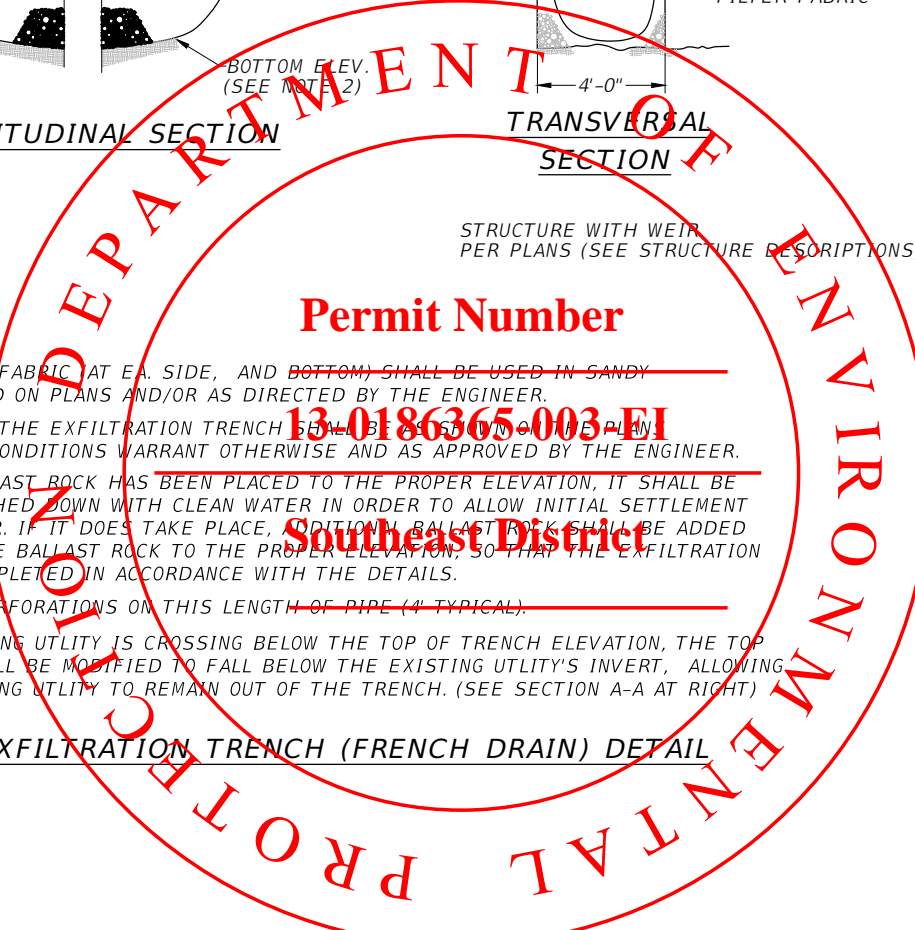 FILTER FABRIC
BOTTOM ELEV.
(SEE NOTE 2)
4'-0"
ITUDINAL SECTION
TRANSVERSAL
SECTION
STRUCTURE WITH WEIR
PER PLANS (SEE STRUCTURE DESCRIPTIONS
DEPARTMENT OF ENVIRONMENTAL PROTECTION
Permit Number
13-0186365-003-EI
Southeast District
FABRIC (AT EA. SIDE, AND BOTTOM) SHALL BE USED IN SANDY
D ON PLANS AND/OR AS DIRECTED BY THE ENGINEER.
THE EXFILTRATION TRENCH SHALL BE AS SHOWN ON THE PLANS
ONDITIONS WARRANT OTHERWISE AND AS APPROVED BY THE ENGINEER.
AST ROCK HAS BEEN PLACED TO THE PROPER ELEVATION, IT SHALL BE
HED DOWN WITH CLEAN WATER IN ORDER TO ALLOW INITIAL SETTLEMENT
R. IF IT DOES TAKE PLACE, ADDITIONAL BALLAST ROCK SHALL BE ADDED
E BALLAST ROCK TO THE PROPER ELEVATION, SO THAT THE EXFILTRATION
PLETED IN ACCORDANCE WITH THE DETAILS.
RFORATIONS ON THIS LENGTH OF PIPE (4' TYPICAL).
NG UTLITY IS CROSSING BELOW THE TOP OF TRENCH ELEVATION, THE TOP
LL BE MODIFIED TO FALL BELOW THE EXISTING UTLITY'S INVERT, ALLOWING
NG UTLITY TO REMAIN OUT OF THE TRENCH. (SEE SECTION A-A AT RIGHT)
XFILTRATION TRENCH (FRENCH DRAIN) DETAIL